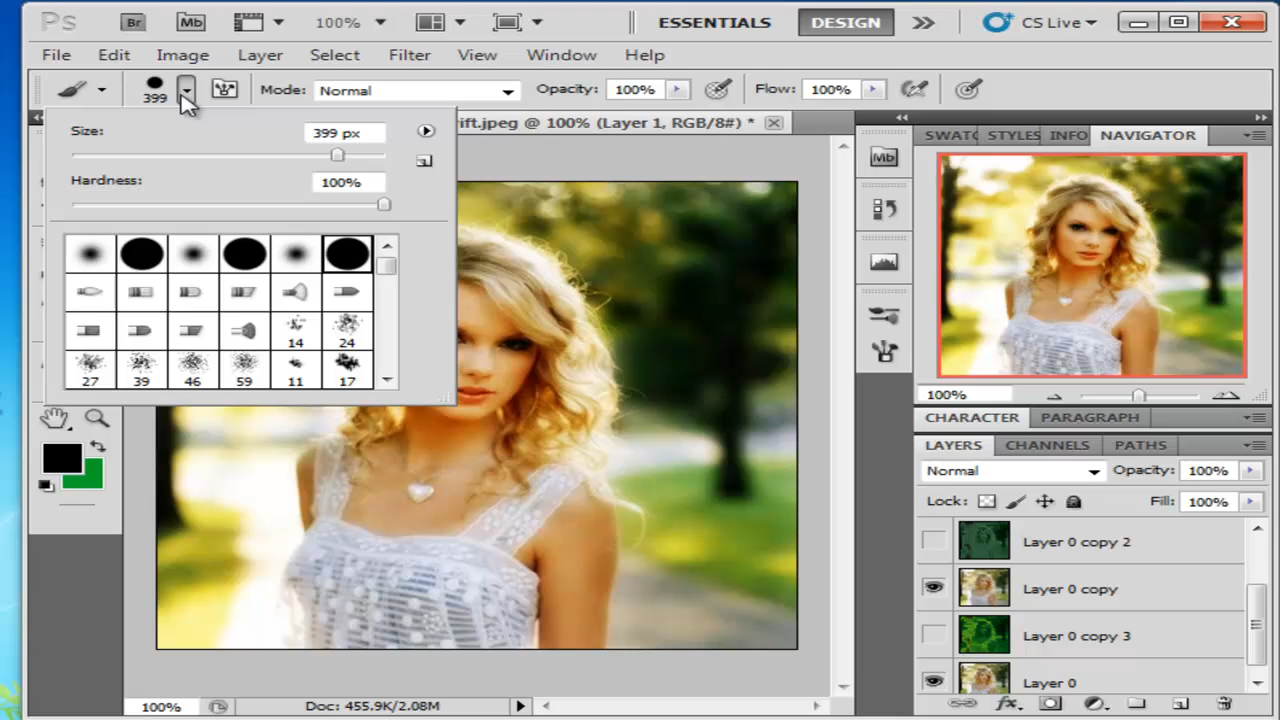 Ps Br Mb 100% ESSENTIALS DESIGN CS Live
File Edit Image Layer Select Filter View Window Help
399 Mode: Normal Opacity: 100% Flow: 100%
Size: 399 px
Hardness: 100%
14 24
27 39 46 59 11 17
ift.jpeg @ 100% (Layer 1, RGB/8#) *
100% Doc: 455.9K/2.08M
Mb
STYLES INFO NAVIGATOR
100%
CHARACTER PARAGRAPH
LAYERS CHANNELS PATHS
Normal Opacity: 100%
Lock: Fill: 100%
Layer 0 copy 2
Layer 0 copy
Layer 0 copy 3
Layer 0